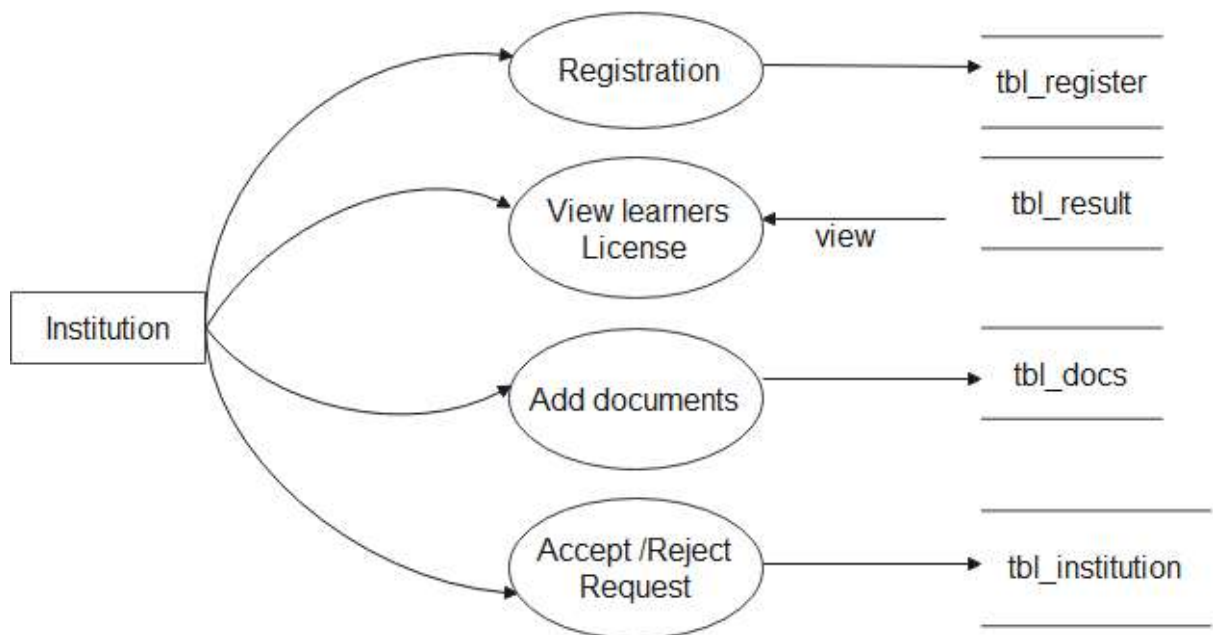 Registration
tbl_register
View learners
License
view
tbl_result
Institution
Add documents
tbl_docs
Accept /Reject
Request
tbl_institution